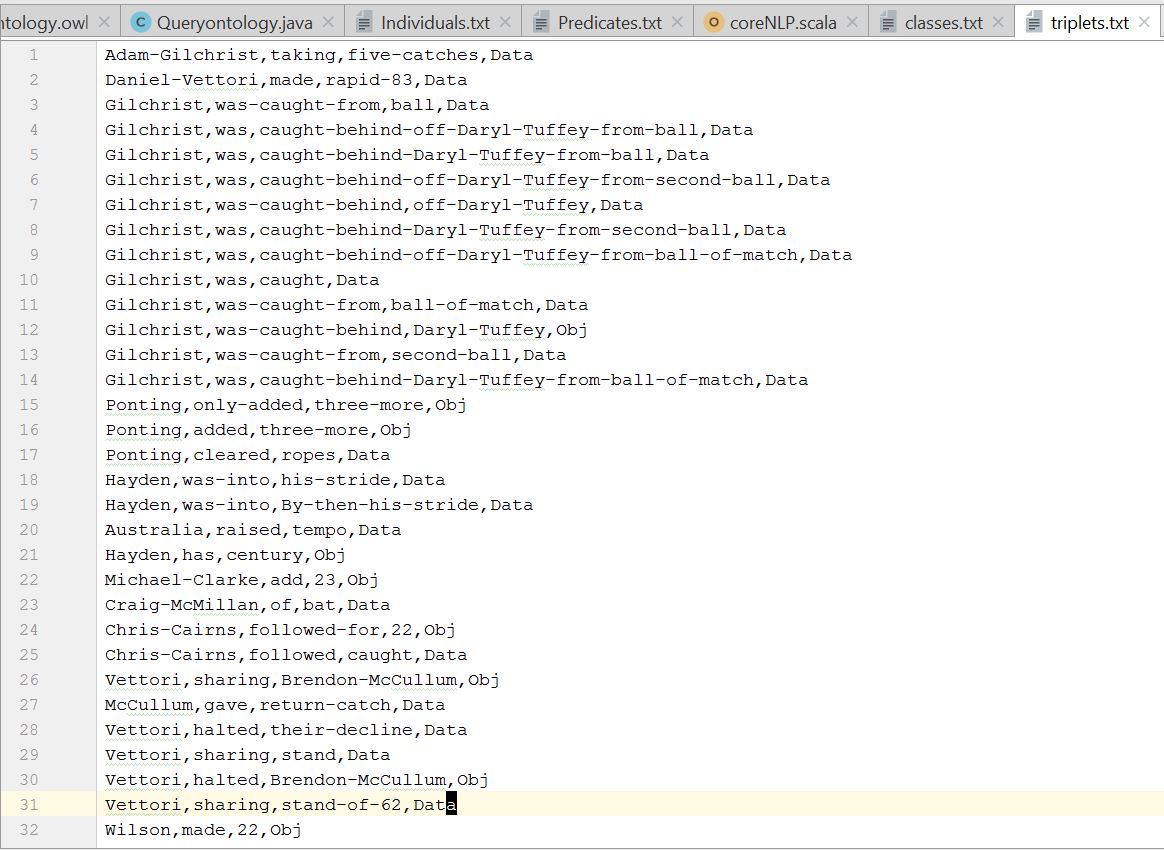 ntology.owl Queryontology.java Individuals.txt Predicates.txt coreNLP.scala classes.txt triplets.txt
1 Adam-Gilchrist,taking,five-catches,Data
2 Daniel-Vettori,made,rapid-83,Data
3 Gilchrist,was-caught-from,ball,Data
4 Gilchrist,was,caught-behind-off-Daryl-Tuffey-from-ball,Data
5 Gilchrist,was,caught-behind-Daryl-Tuffey-from-ball,Data
6 Gilchrist,was,caught-behind-off-Daryl-Tuffey-from-second-ball,Data
7 Gilchrist,was,caught-behind,off-Daryl-Tuffey,Data
8 Gilchrist,was,caught-behind-Daryl-Tuffey-from-second-ball,Data
9 Gilchrist,was,caught-behind-off-Daryl-Tuffey-from-ball-of-match,Data
10 Gilchrist,was,caught,Data
11 Gilchrist,was-caught-from,ball-of-match,Data
12 Gilchrist,was-caught-behind,Daryl-Tuffey,Obj
13 Gilchrist,was-caught-from,second-ball,Data
14 Gilchrist,was,caught-behind-Daryl-Tuffey-from-ball-of-match,Data
15 Ponting,only-added,three-more,Obj
16 Ponting,added,three-more,Obj
17 Ponting,cleared,ropes,Data
18 Hayden,was-into,his-stride,Data
19 Hayden,was-into,By-then-his-stride,Data
20 Australia,raised,tempo,Data
21 Hayden,has,century,Obj
22 Michael-Clarke,add,23,Obj
23 Craig-McMillan,of,bat,Data
24 Chris-Cairns,followed-for,22,Obj
25 Chris-Cairns,followed,caught,Data
26 Vettori,sharing,Brendon-McCullum,Obj
27 McCullum,gave,return-catch,Data
28 Vettori,halted,their-decline,Data
29 Vettori,sharing,stand,Data
30 Vettori,halted,Brendon-McCullum,Obj
31 Vettori,sharing,stand-of-62,Data
32 Wilson,made,22,Obj